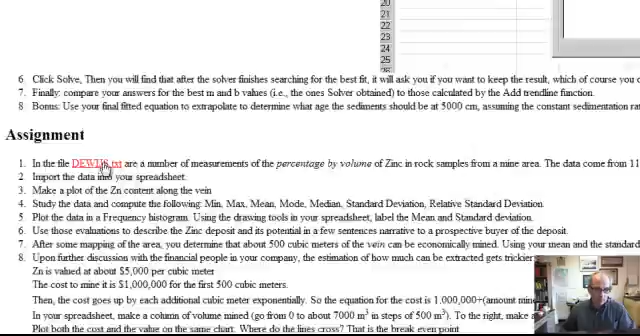 20
21
22
23
24
25
6. Click Solve, Then you will find that after the solver finishes searching for the best fit, it will ask you if you want to keep the result, which of course you
7. Finally: compare your answers for the best m and b values (i.e., the ones Solver obtained) to those calculated by the Add trendline function.
8 Bonus: Use your final fitted equation to extrapolate to determine what age the sediments should be at 5000 cm, assuming the constant sedimentation
Assignment
1. In the file .txt are a number of measurements of the percentage by volume of Zinc in rock samples from a mine area. The data come from 11
2 Import the data into your spreadsheet.
3. Make a plot of the Zn content along the vein
4 Study the data and compute the following: Min, Max, Mean, Mode, Median, Standard Deviation, Relative Standard Deviation.
5 Plot the data in a Frequency histogram. Using the drawing tools in your spreadsheet, label the Mean and Standard deviation.
6. Use those evaluations to describe the Zinc deposit and its potential in a few sentences narrative to a prospective buyer of the deposit.
7. After some mapping of the area, you determine that about 500 cubic meters of the vein can be economically mined. Using your mean and the standard
8. Upon further discussion with the financial people in your company, the estimation of how much can be extracted gets trickier
Zn is valued at about $5,000 per cubic meter
The cost to mine it is $1,000,000 for the first 500 cubic meters.
Then, the cost goes up by each additional cubic meter exponentially. So the equation for the cost is 1,000,000+(amount
In your spreadsheet, make a column of volume mined (go from 0 to about 7000 m3 in steps of 500 m3). To the right, make a
Plot both the cost and the value on the same chart. Where do the lines cross? That is the break even point